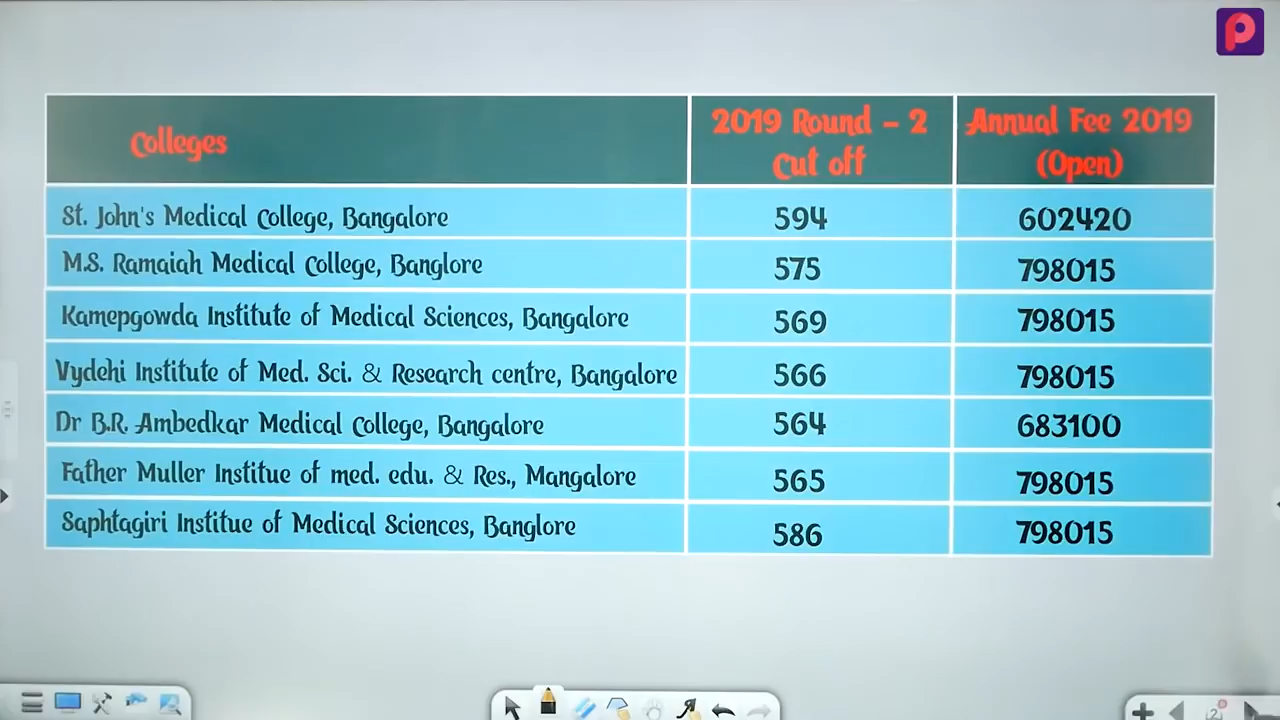 Colleges
2019 Round - 2
Cut off
Annual Fee 2019
(Open)
St. John's Medical College, Bangalore 594 602420
M.S. Ramaiah Medical College, Banglore 575 798015
Kamepgowda Institute of Medical Sciences, Bangalore 569 798015
Vydehi Institute of Med. Sci. & Research centre, Bangalore 566 798015
Dr B.R. Ambedkar Medical College, Bangalore 564 683100
Father Muller Institue of med. edu. & Res., Mangalore 565 798015
Saphtagiri Institue of Medical Sciences, Banglore 586 798015
2